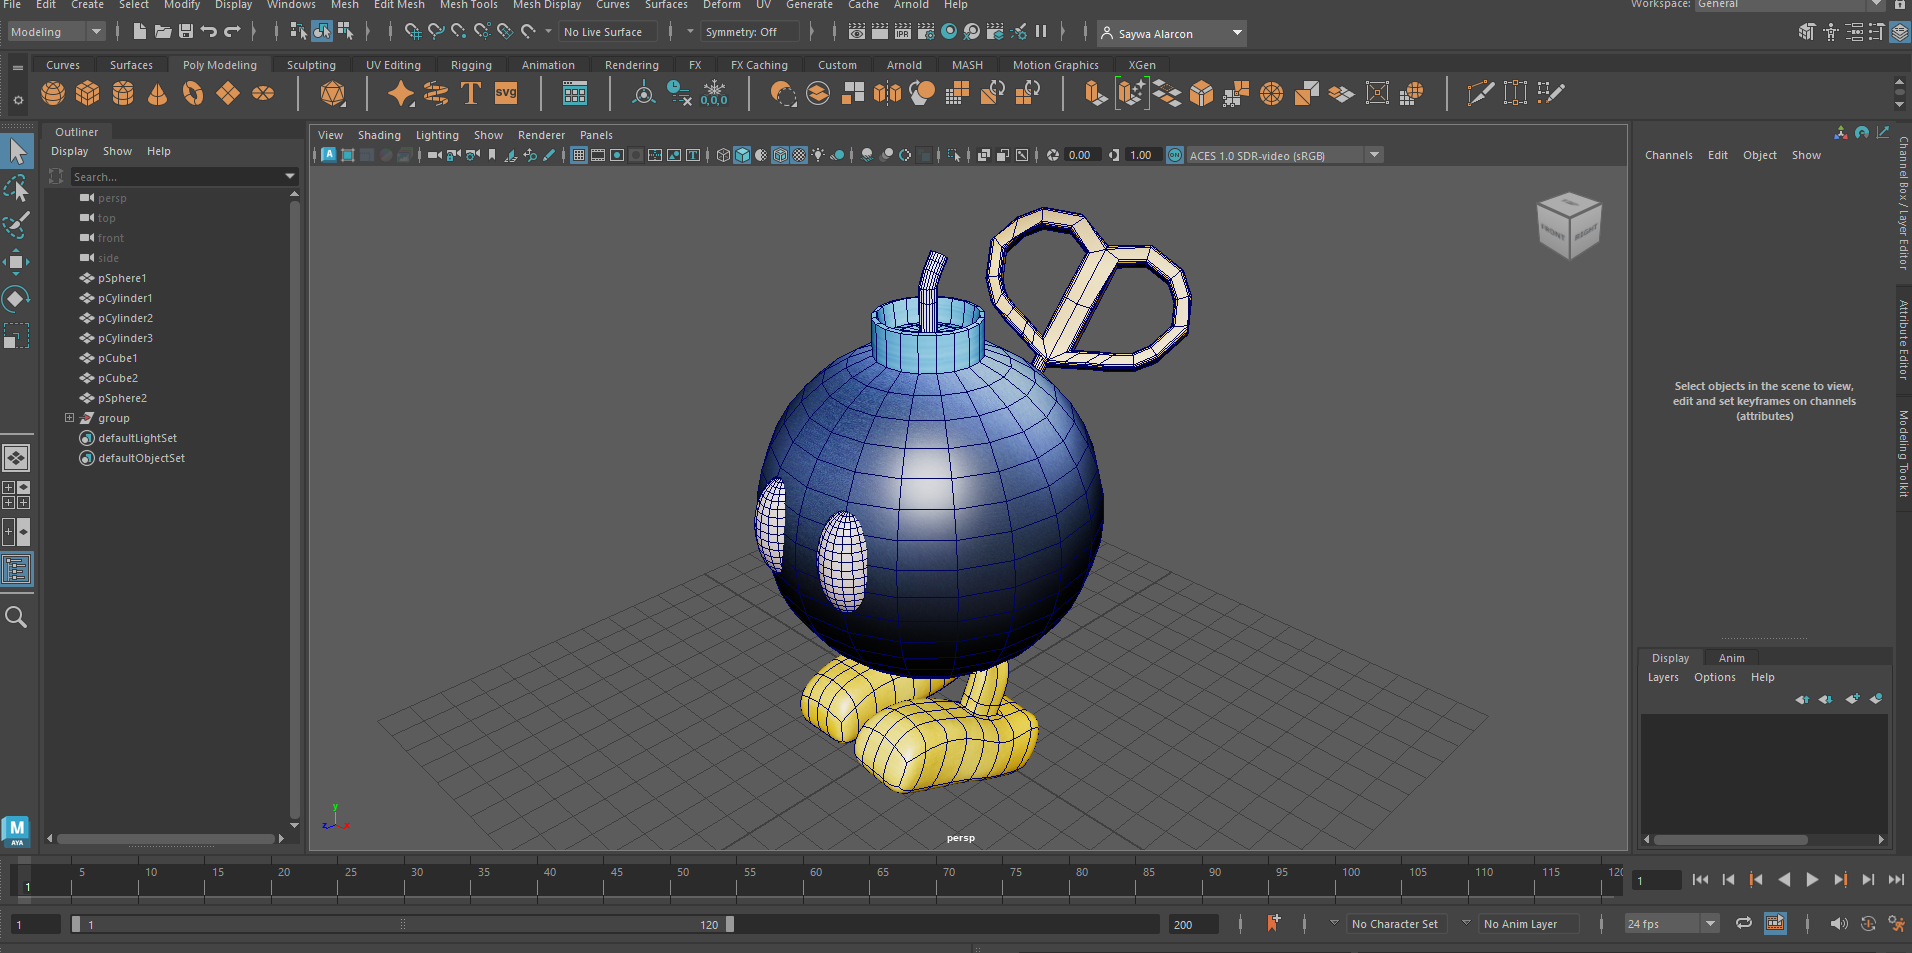 File Edit Create Select Modify Display Windows Mesh Edit Mesh Mesh Tools Mesh Display Curves Surfaces Deform UV Generate Cache Arnold Help Workspace: General
Modeling No Live Surface Symmetry: Off Saywa Alarcon
Curves Surfaces Poly Modeling Sculpting UV Editing Rigging Animation Rendering FX FX Caching Custom Arnold MASH Motion Graphics XGen
T svg 0,0,0
IPR
Outliner
Display Show Help
Search...
persp
top
front
side
pSphere1
pCylinder1
pCylinder2
pCylinder3
pCube1
pCube2
pSphere2
group
defaultLightSet
defaultObjectSet
View Shading Lighting Show Renderer Panels
0.00 1.00 ON ACES 1.0 SDR-video (sRGB)
FRONT RIGHT
y
z x
persp
Channels Edit Object Show
Select objects in the scene to view,
edit and set keyframes on channels
(attributes)
Channel Box / Layer Editor
Attribute Editor
Modeling Toolkit
Display Anim
Layers Options Help
M
AYA
1 5 10 15 20 25 30 35 40 45 50 55 60 65 70 75 80 85 90 95 100 105 110 115 120 1
1 1 120 200 No Character Set No Anim Layer 24 fps